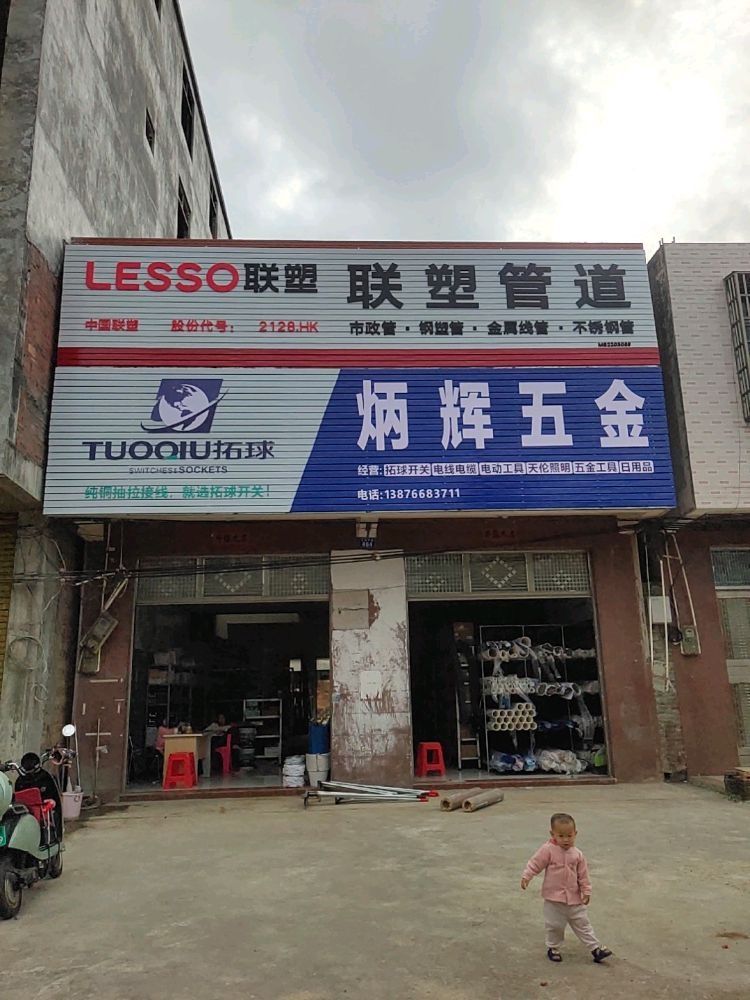 LESSO联塑 联塑管道
中国联塑 股份代号： 2128.HK 市政管·钢塑管·金属线管·不锈钢管
TUOQIU拓球
SWITCHES&SOCKETS
纯铜抽拉接线，就选拓球开关！
炳辉五金
经营：拓球开关 电线电缆 电动工具 天伦照明 五金工具 日用品
电话：13876683711